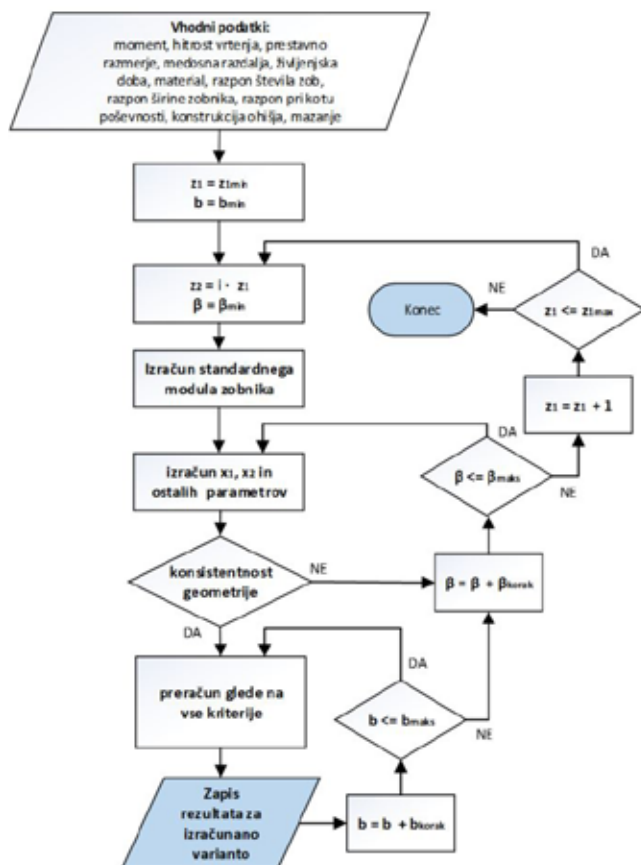 Vhodni podatki:
moment, hitrost vrtenja, prestavno
razmerje, medosna razdalja, življenjska
doba, material, razpon števila zob,
razpon širine zobnika, razpon pri kotu
poševnosti, konstrukcija ohišja, mazanje
z₁ = z₁min
b = bmin
z₂ = i · z₁
β = βmin
Izračun standardnega
modula zobnika
izračun x₁, x₂ in
ostalih parametrov
konsistentnost
geometrije
NE
DA
preračun glede na
vse kriterije
Zapis
rezultata za
izračunano
varianto
b = b + bkorak
b <= bmaks
DA
NE
β = β + βkorak
β <= βmaks
DA
NE
z₁ = z₁ + 1
z₁ <= z₁max
DA
NE
Konec